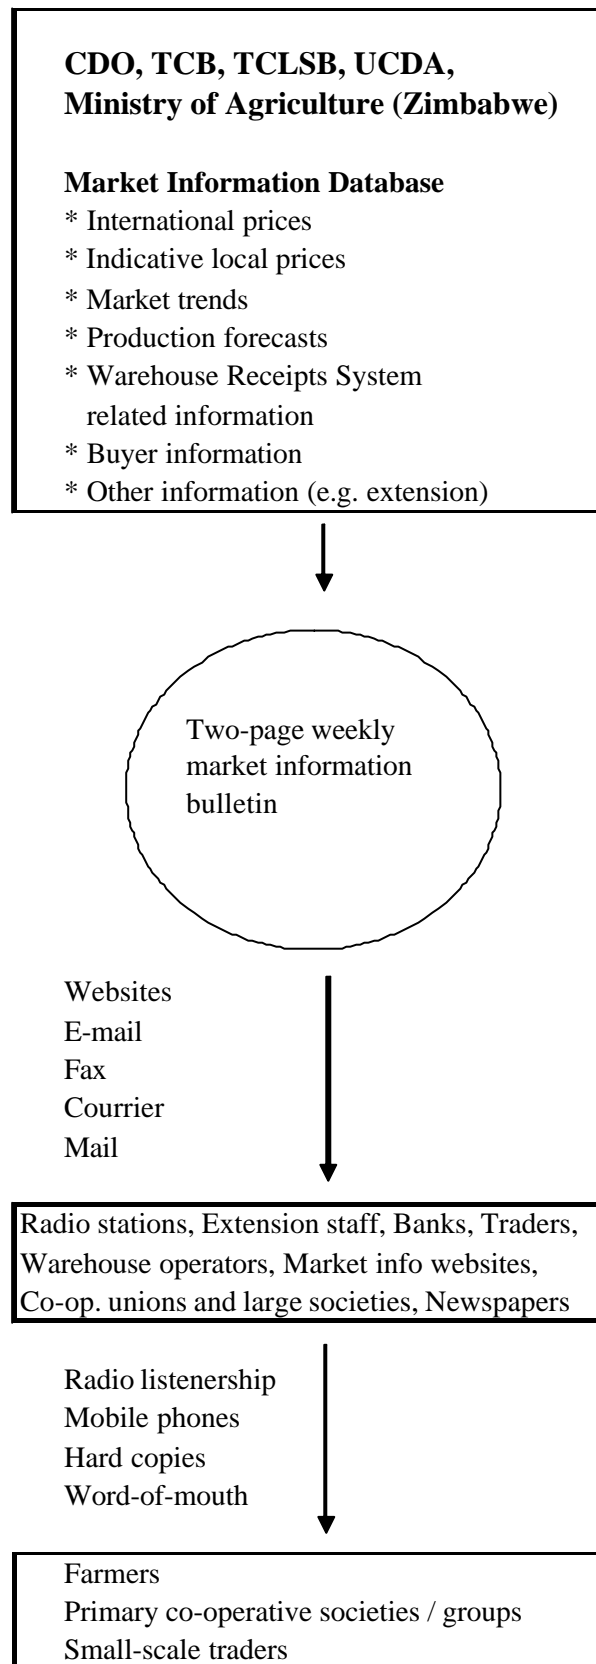 CDO, TCB, TCLSB, UCDA,
Ministry of Agriculture (Zimbabwe)
Market Information Database
* International prices
* Indicative local prices
* Market trends
* Production forecasts
* Warehouse Receipts System
related information
* Buyer information
* Other information (e.g. extension)
Two-page weekly
market information
bulletin
Websites
E-mail
Fax
Courrier
Mail
Radio stations, Extension staff, Banks, Traders,
Warehouse operators, Market info websites,
Co-op. unions and large societies, Newspapers
Radio listenership
Mobile phones
Hard copies
Word-of-mouth
Farmers
Primary co-operative societies / groups
Small-scale traders